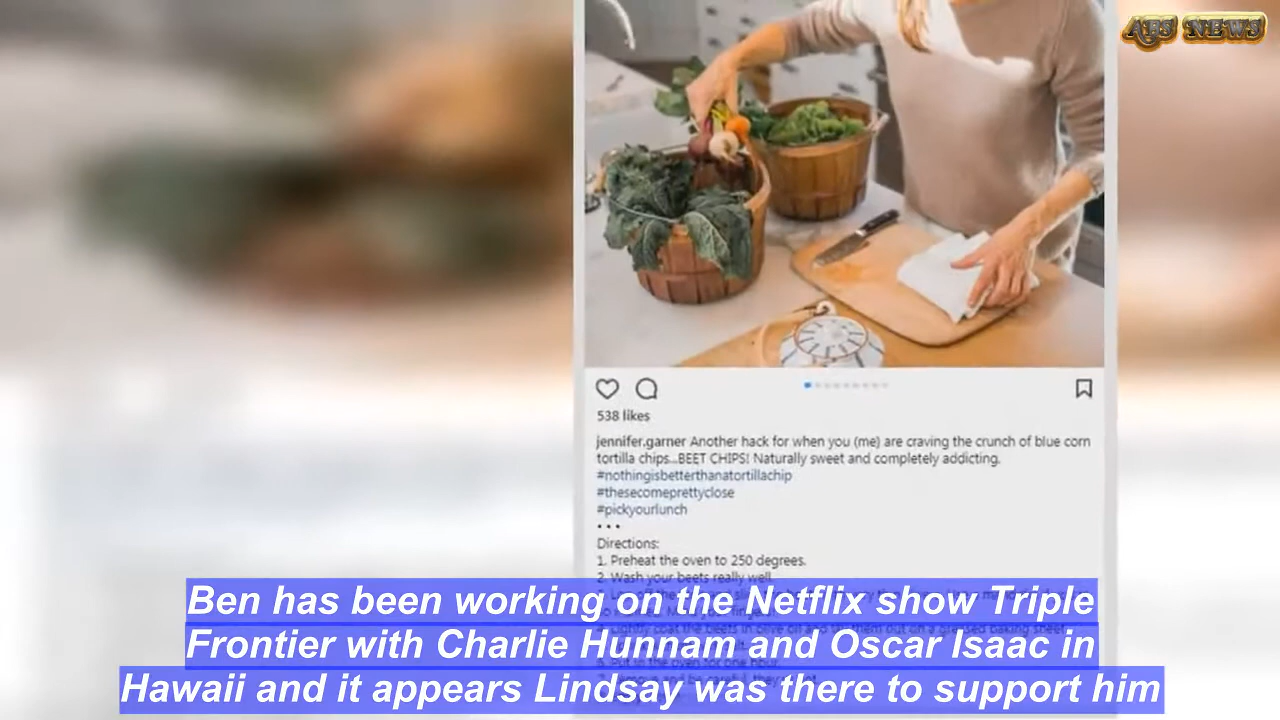 ABS NEWS
538 likes
jennifer.garner Another hack for when you (me) are craving the crunch of blue corn
tortilla chips...BEET CHIPS! Naturally sweet and completely addicting.
#nothingisbetterthanatortillachip
#thesecomeprettyclose
#pickyourlunch
• • •
Directions:
1. Preheat the oven to 250 degrees.
2. Wash your beets really well.
Ben has been working on the Netflix show Triple
Frontier with Charlie Hunnam and Oscar Isaac in
Hawaii and it appears Lindsay was there to support him